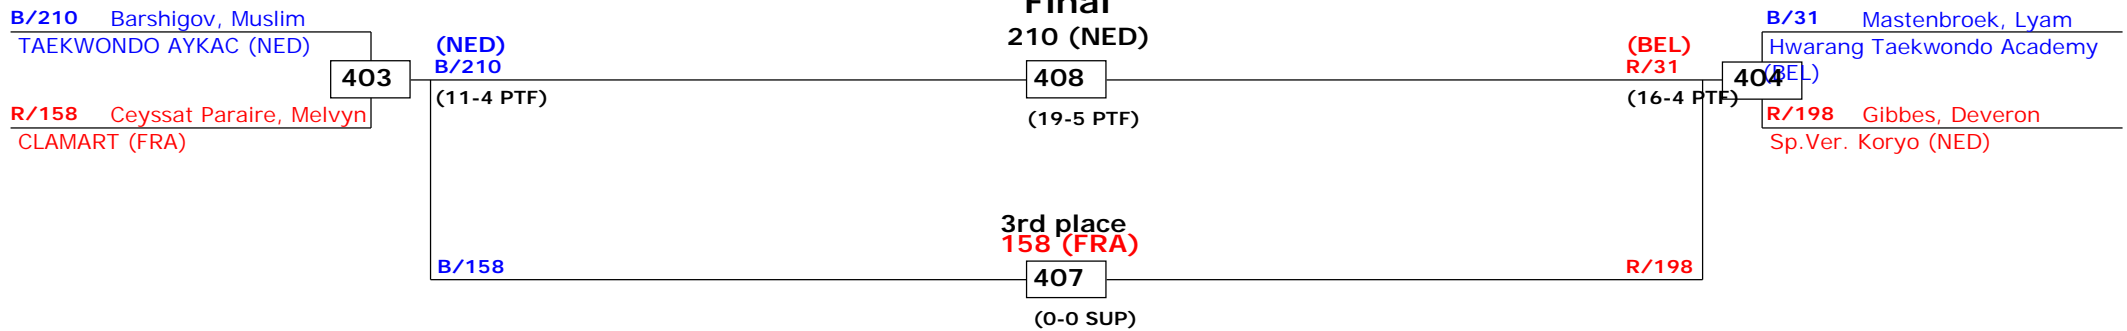 Final
210 (NED)
B/210 Barshigov, Muslim
TAEKWONDO AYKAC (NED)
403
R/158 Ceyssat Paraire, Melvyn
CLAMART (FRA)
(NED)
B/210
(11-4 PTF)
408
(19-5 PTF)
(BEL)
R/31
(16-4 PTF)
B/31 Mastenbroek, Lyam
Hwarang Taekwondo Academy
(BEL)
404
R/198 Gibbes, Deveron
Sp.Ver. Koryo (NED)
3rd place
158 (FRA)
B/158
407
R/198
(0-0 SUP)